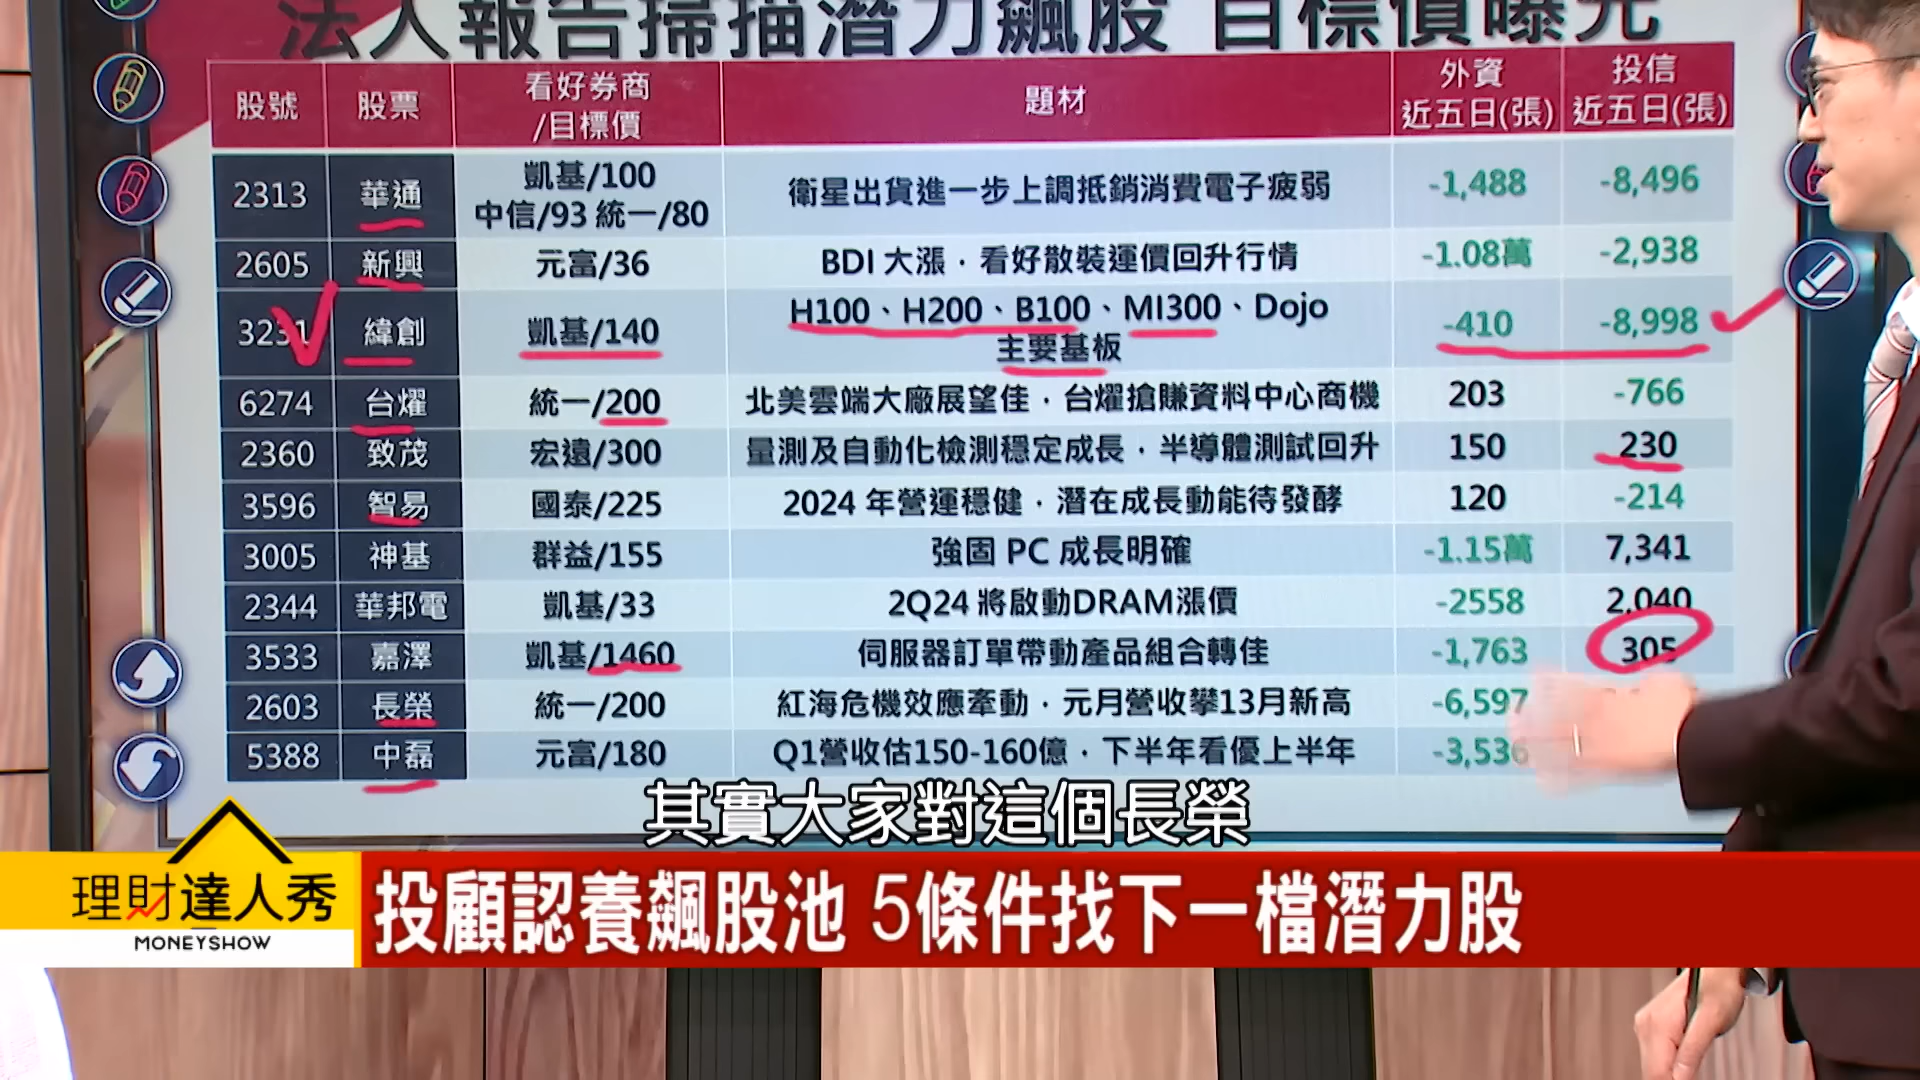 法人報告掃描潛力飆股 目標價曝光
股號 股票 看好券商/目標價 題材 外資近五日(張) 投信近五日(張)
2313 華通 凱基/100 中信/93 統一/80 衛星出貨進一步上調抵銷消費電子疲弱 -1,488 -8,496
2605 新興 元富/36 BDI 大漲，看好散裝運價回升行情 -1.08萬 -2,938
3231 緯創 凱基/140 H100、H200、B100、MI300、Dojo 主要基板 -410 -8,998
6274 台燿 統一/200 北美雲端大廠展望佳，台燿搶賺資料中心商機 203 -766
2360 致茂 宏遠/300 量測及自動化檢測穩定成長，半導體測試回升 150 230
3596 智易 國泰/225 2024 年營運穩健，潛在成長動能待發酵 120 -214
3005 神基 群益/155 強固 PC 成長明確 -1.15萬 7,341
2344 華邦電 凱基/33 2Q24 將啟動DRAM漲價 -2558 2,040
3533 嘉澤 凱基/1460 伺服器訂單帶動產品組合轉佳 -1,763 305
2603 長榮 統一/200 紅海危機效應牽動，元月營收攀13月新高 -6,597
5388 中磊 元富/180 Q1營收估150-160億，下半年看優上半年 -3,536
其實大家對這個長榮
理財達人秀
MONEYSHOW
投顧認養飆股池 5條件找下一檔潛力股